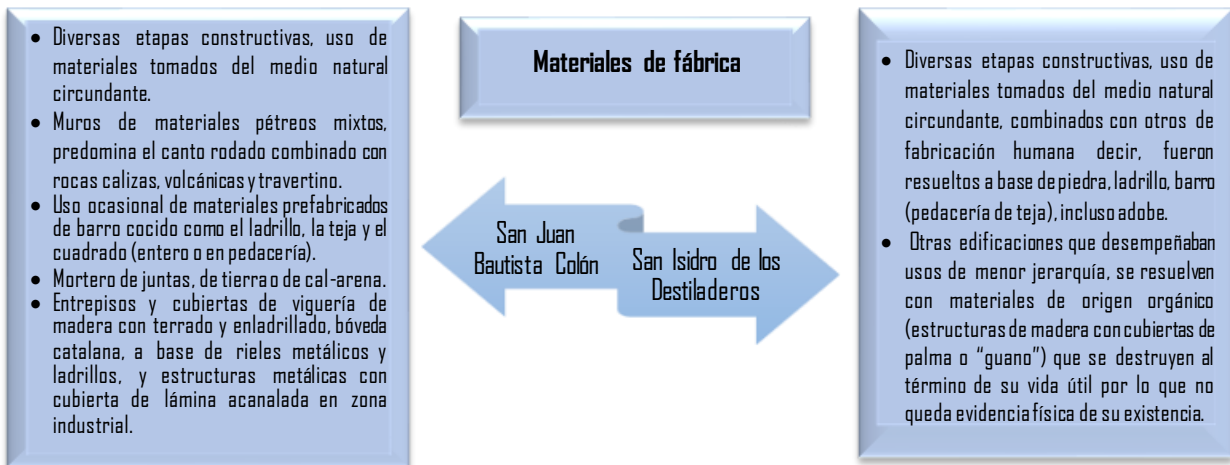 • Diversas etapas constructivas, uso de
materiales tomados del medio natural
circundante.
• Muros de materiales pétreos mixtos,
predomina el canto rodado combinado con
rocas calizas, volcánicas y travertino.
• Uso ocasional de materiales prefabricados
de barro cocido como el ladrillo, la teja y el
cuadrado (entero o en pedacería).
• Mortero de juntas, de tierra o de cal-arena.
• Entrepisos y cubiertas de viguería de
madera con terrado y enladrillado, bóveda
catalana, a base de rieles metálicos y
ladrillos, y estructuras metálicas con
cubierta de lámina acanalada en zona
industrial.
Materiales de fábrica
San Juan
Bautista Colón
San Isidro de los
Destiladeros
• Diversas etapas constructivas, uso de
materiales tomados del medio natural
circundante, combinados con otros de
fabricación humana decir, fueron
resueltos a base de piedra, ladrillo, barro
(pedacería de teja), incluso adobe.
• Otras edificaciones que desempeñaban
usos de menor jerarquía, se resuelven
con materiales de origen orgánico
(estructuras de madera con cubiertas de
palma o “guano”) que se destruyen al
término de su vida útil por lo que no
queda evidencia física de su existencia.